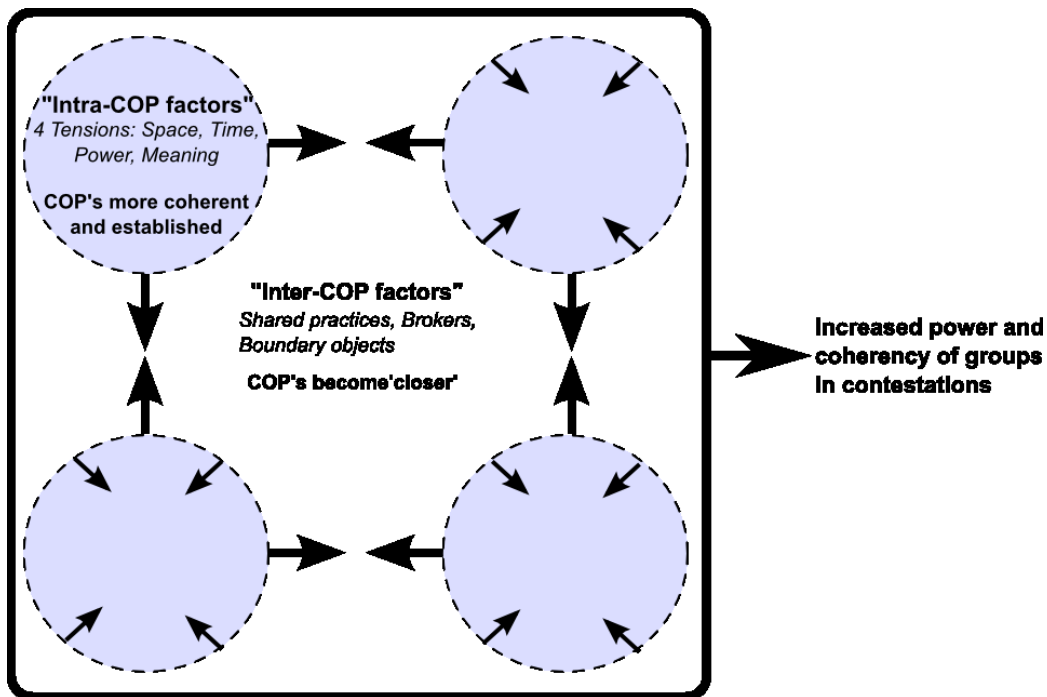 "Intra-COP factors"
4 Tensions: Space, Time,
Power, Meaning
COP's more coherent
and established
"Inter-COP factors"
Shared practices, Brokers,
Boundary objects
COP's become'closer'
Increased power and
coherency of groups
in contestations